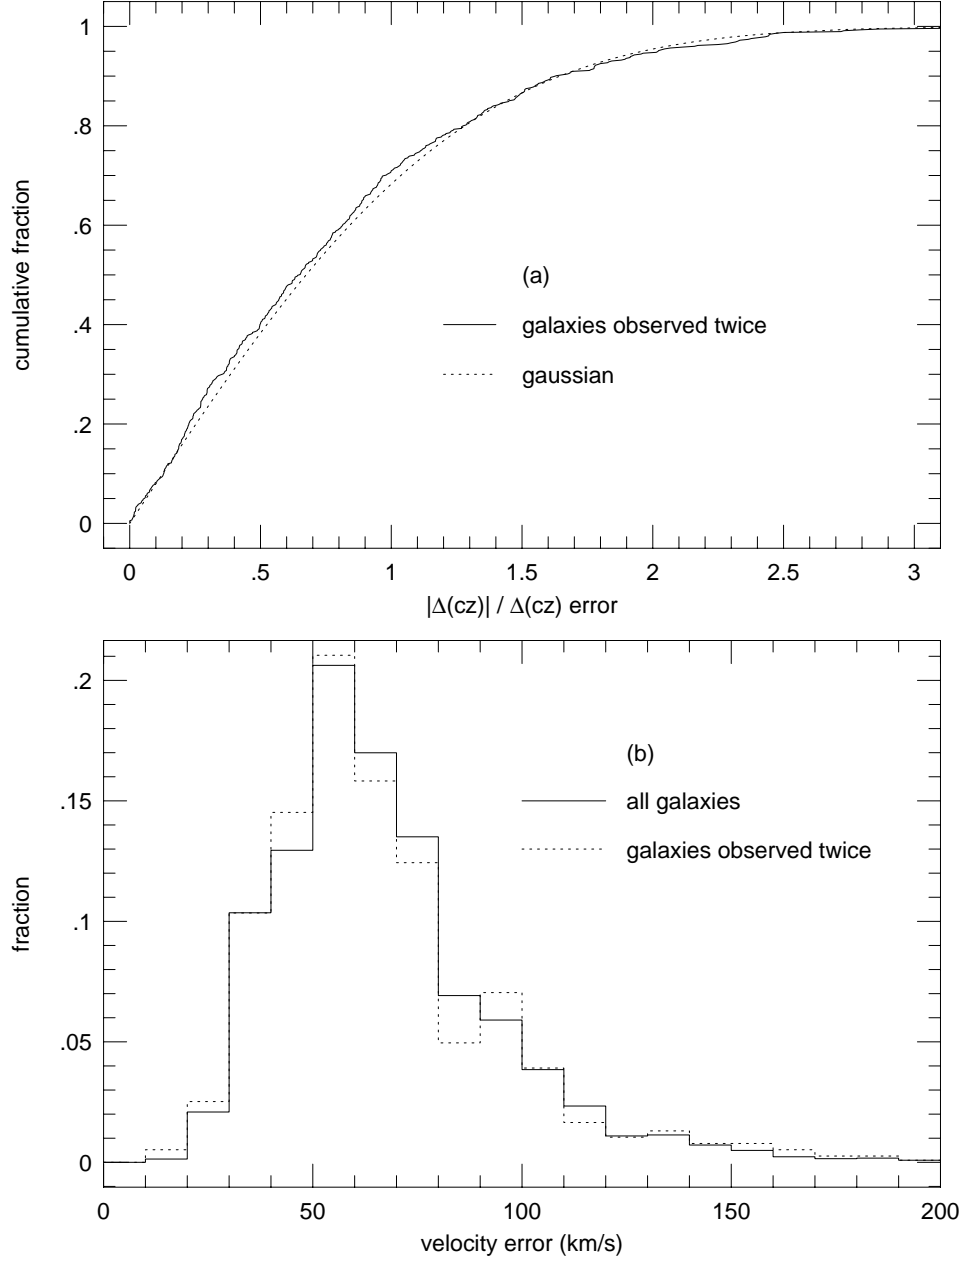 1
.8
.6
.4
.2
0
cumulative fraction
(a)
galaxies observed twice
gaussian
0 .5 1 1.5 2 2.5 3
|Δ(cz)| / Δ(cz) error
.2
.15
.1
.05
0
fraction
(b)
all galaxies
galaxies observed twice
0 50 100 150 200
velocity error (km/s)